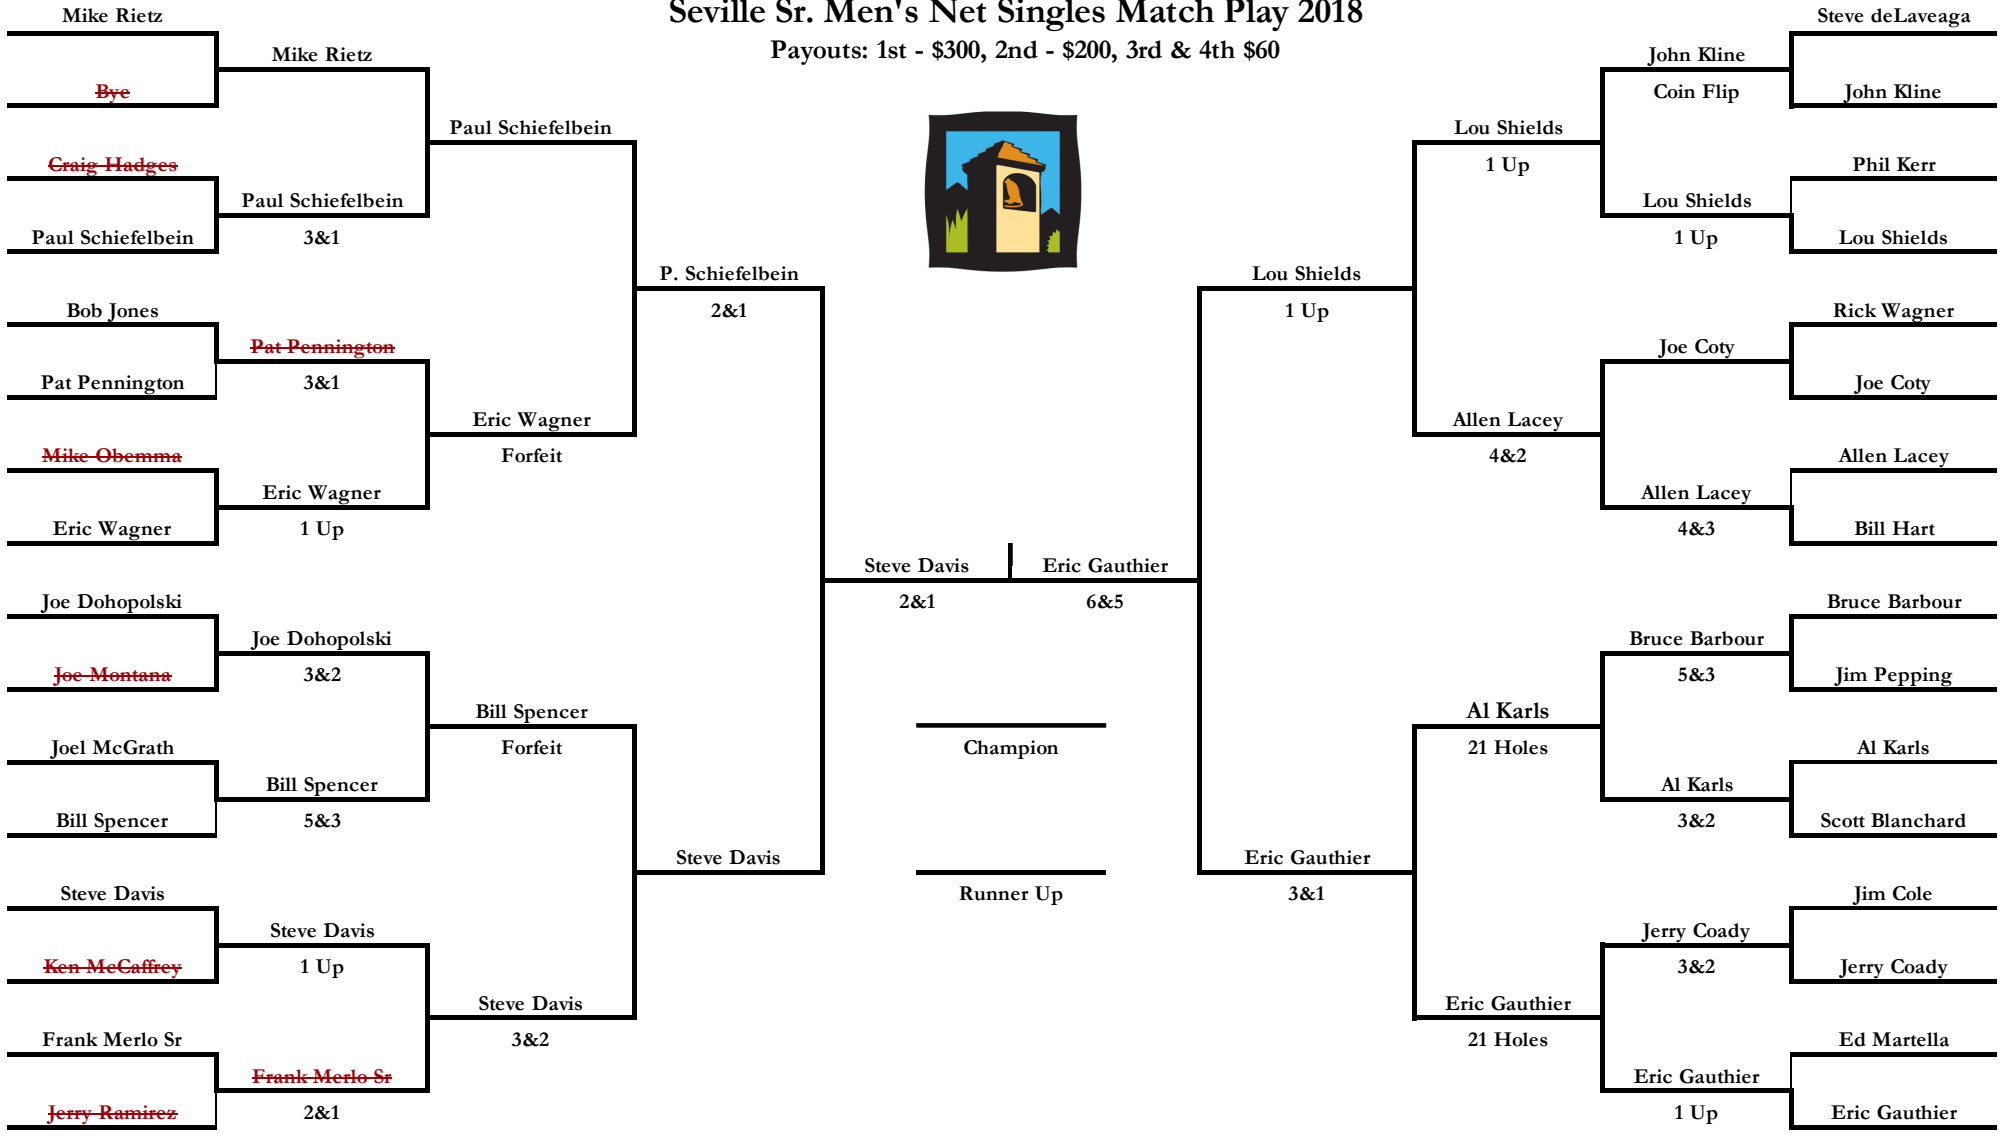 Seville Sr. Men's Net Singles Match Play 2018
Payouts: 1st - $300, 2nd - $200, 3rd & 4th $60
Mike Rietz
Bye
Craig Hadges
Paul Schiefelbein
Bob Jones
Pat Pennington
Mike Obemma
Eric Wagner
Joe Dohopolski
Joe Montana
Joel McGrath
Bill Spencer
Steve Davis
Ken McCaffrey
Frank Merlo Sr
Jerry Ramirez
Mike Rietz
Paul Schiefelbein
3&1
Pat Pennington
3&1
Eric Wagner
1 Up
Joe Dohopolski
3&2
Bill Spencer
5&3
Steve Davis
1 Up
Frank Merlo Sr
2&1
Paul Schiefelbein
Eric Wagner
Forfeit
Bill Spencer
Forfeit
Steve Davis
3&2
P. Schiefelbein
2&1
Steve Davis
Steve Davis
2&1
Eric Gauthier
6&5
Champion
Runner Up
Lou Shields
1 Up
Eric Gauthier
3&1
Lou Shields
1 Up
Allen Lacey
4&2
Al Karls
21 Holes
Eric Gauthier
21 Holes
John Kline
Coin Flip
Lou Shields
1 Up
Joe Coty
Allen Lacey
4&3
Bruce Barbour
5&3
Al Karls
3&2
Jerry Coady
3&2
Eric Gauthier
1 Up
Steve deLaveaga
John Kline
Phil Kerr
Lou Shields
Rick Wagner
Joe Coty
Allen Lacey
Bill Hart
Bruce Barbour
Jim Pepping
Al Karls
Scott Blanchard
Jim Cole
Jerry Coady
Ed Martella
Eric Gauthier